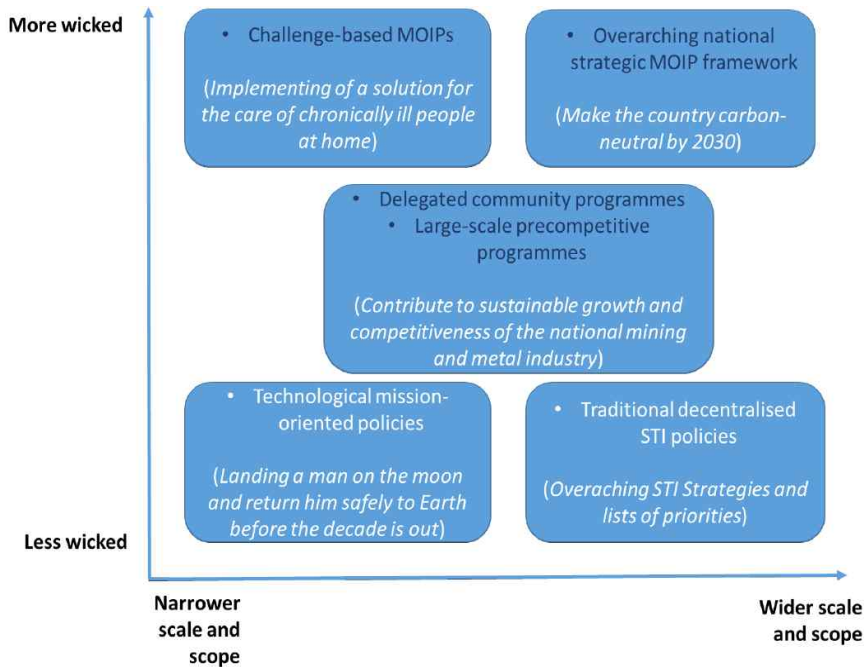 More wicked
• Challenge-based MOIPs
(Implementing of a solution for
the care of chronically ill people
at home)
• Overarching national
strategic MOIP framework
(Make the country carbon-
neutral by 2030)
• Delegated community programmes
• Large-scale precompetitive
programmes
(Contribute to sustainable growth and
competitiveness of the national mining
and metal industry)
• Technological mission-
oriented policies
(Landing a man on the moon
and return him safely to Earth
before the decade is out)
• Traditional decentralised
STI policies
(Overaching STI Strategies and
lists of priorities)
Less wicked
Narrower
scale and
scope
Wider scale
and scope